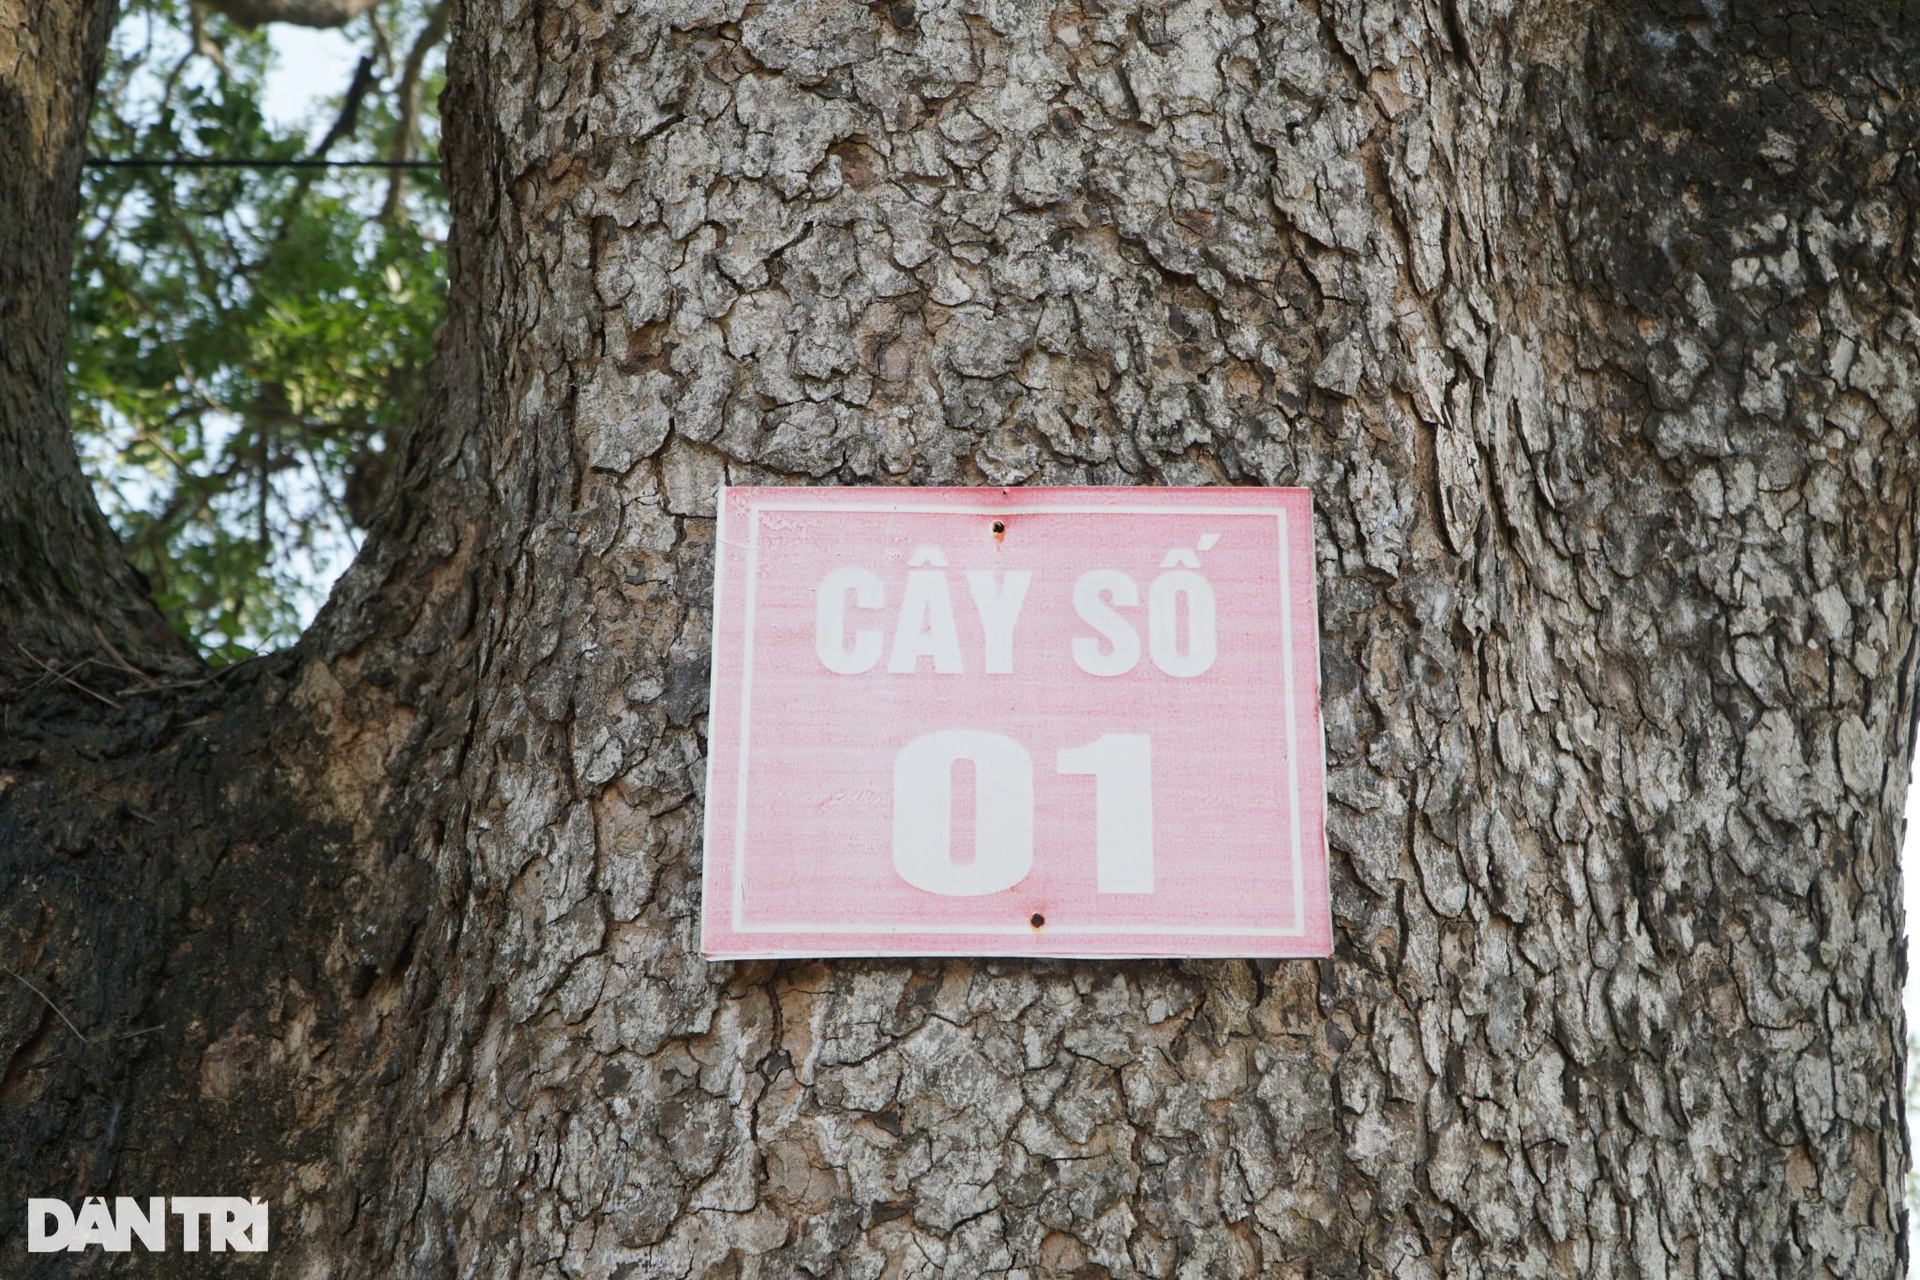 CÂY SỐ
01
DÂN TRÍ